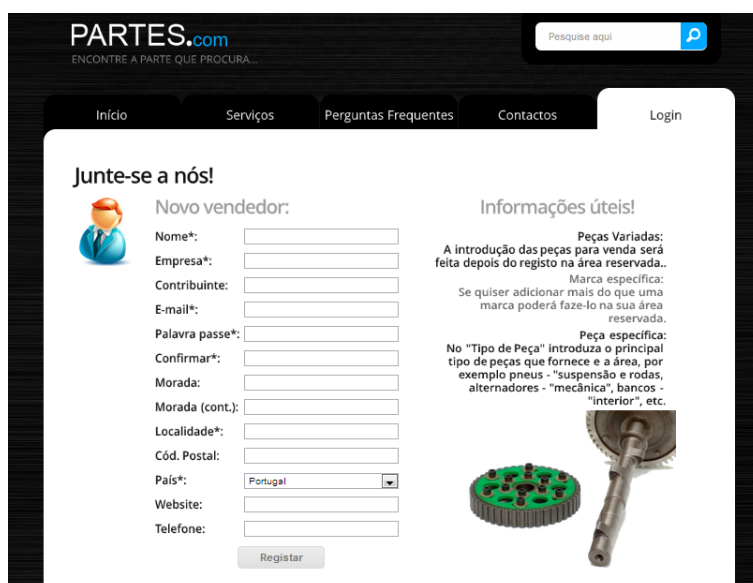 PARTES.com
ENCONTRE A PARTE QUE PROCURA...
Pesquise aqui
Início
Serviços
Perguntas Frequentes
Contactos
Login
Junte-se a nós!
Novo vendedor:
Nome*:
Empresa*:
Contribuinte:
E-mail*:
Palavra passe*:
Confirmar*:
Morada:
Morada (cont.):
Localidade*:
Cód. Postal:
País*:
Portugal
Website:
Telefone:
Registar
Informações úteis!
Peças Variadas:
A introdução das peças para venda será
feita depois do registo na área reservada..
Marca específica:
Se quiser adicionar mais do que uma
marca poderá faze-lo na sua área
reservada.
Peça específica:
No "Tipo de Peça" introduza o principal
tipo de peças que fornece e a área, por
exemplo pneus - "suspensão e rodas,
alternadores - "mecânica", bancos -
"interior", etc.